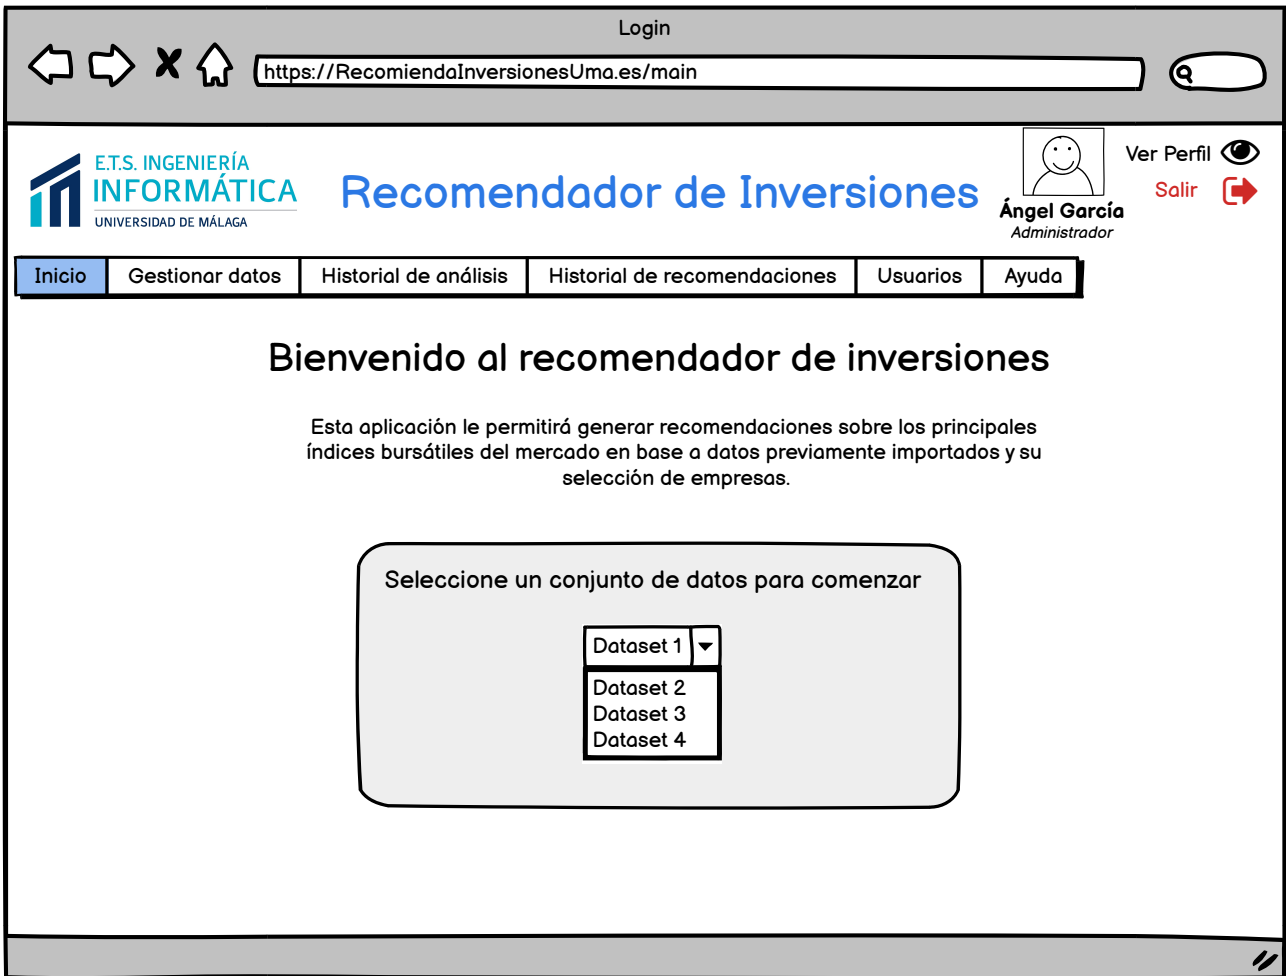 Login
https://RecomiendaInversionesUma.es/main
E.T.S. INGENIERÍA
INFORMÁTICA
UNIVERSIDAD DE MÁLAGA
Recomendador de Inversiones
Ángel García
Administrador
Ver Perfil
Salir
Inicio Gestionar datos Historial de análisis Historial de recomendaciones Usuarios Ayuda
Bienvenido al recomendador de inversiones
Esta aplicación le permitirá generar recomendaciones sobre los principales
índices bursátiles del mercado en base a datos previamente importados y su
selección de empresas.
Seleccione un conjunto de datos para comenzar
Dataset 1
Dataset 2
Dataset 3
Dataset 4